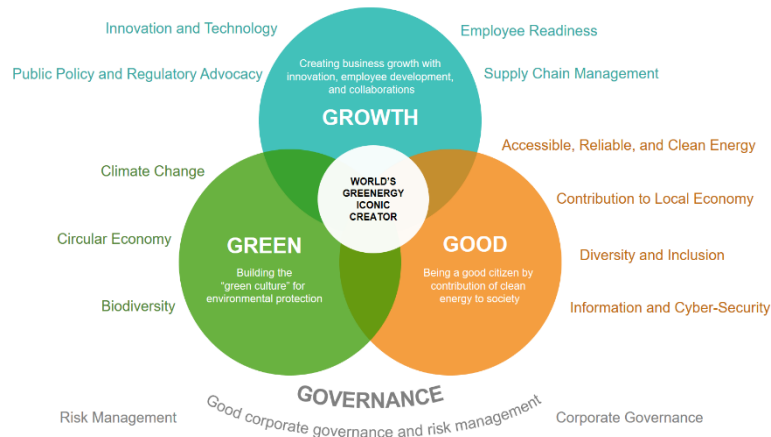 Innovation and Technology
Employee Readiness
Public Policy and Regulatory Advocacy
Supply Chain Management
Creating business growth with
innovation, employee development,
and collaborations
GROWTH
Accessible, Reliable, and Clean Energy
Climate Change
Contribution to Local Economy
WORLD'S
GREENERGY
ICONIC
CREATOR
Circular Economy
GREEN
GOOD
Diversity and Inclusion
Building the
"green culture" for
environmental protection
Being a good citizen by
contribution of clean
energy to society
Biodiversity
Information and Cyber-Security
GOVERNANCE
Good corporate governance and risk management
Risk Management
Corporate Governance